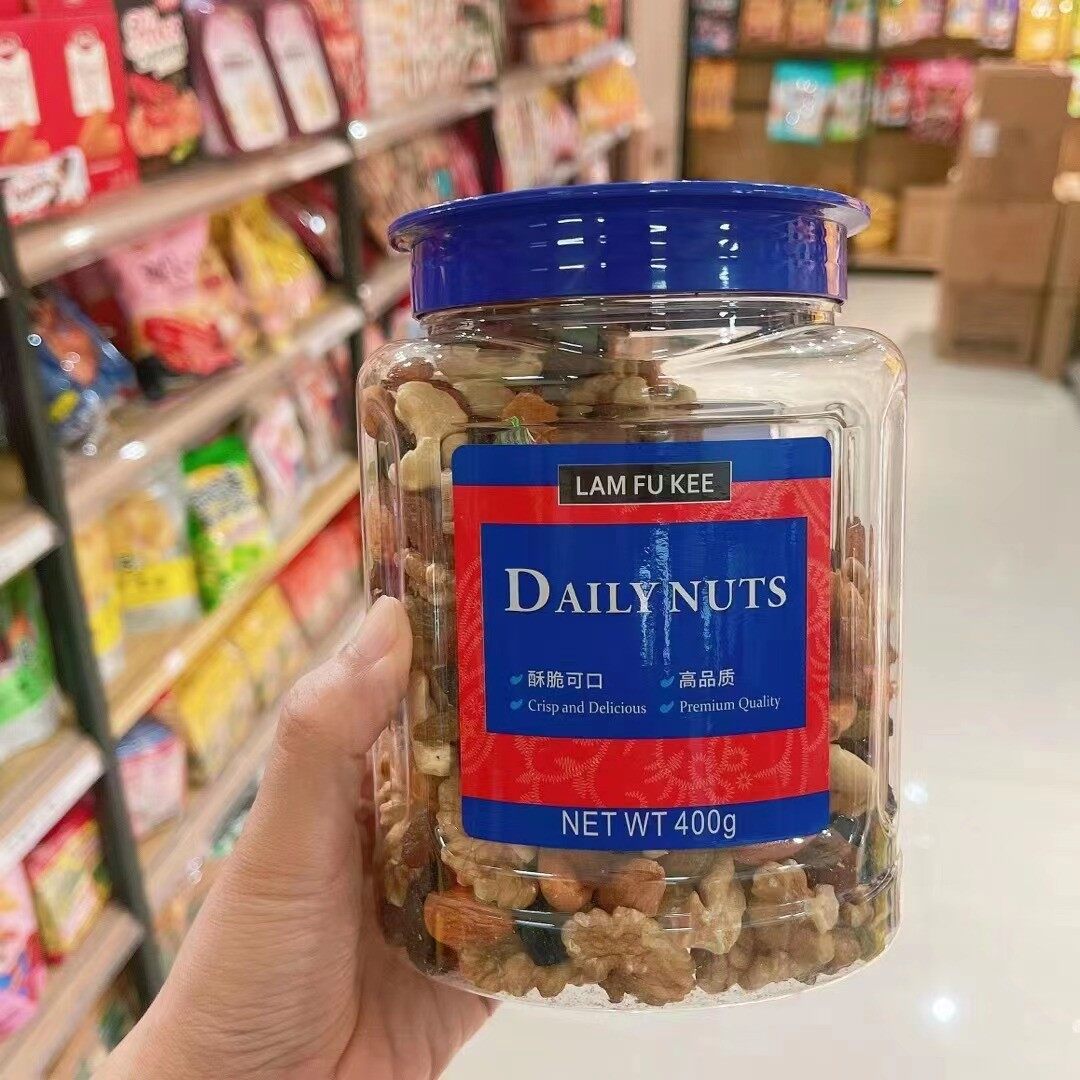 LAM FU KEE
DAILY NUTS
酥脆可口
高品质
Crisp and Delicious
Premium Quality
NET WT 400g